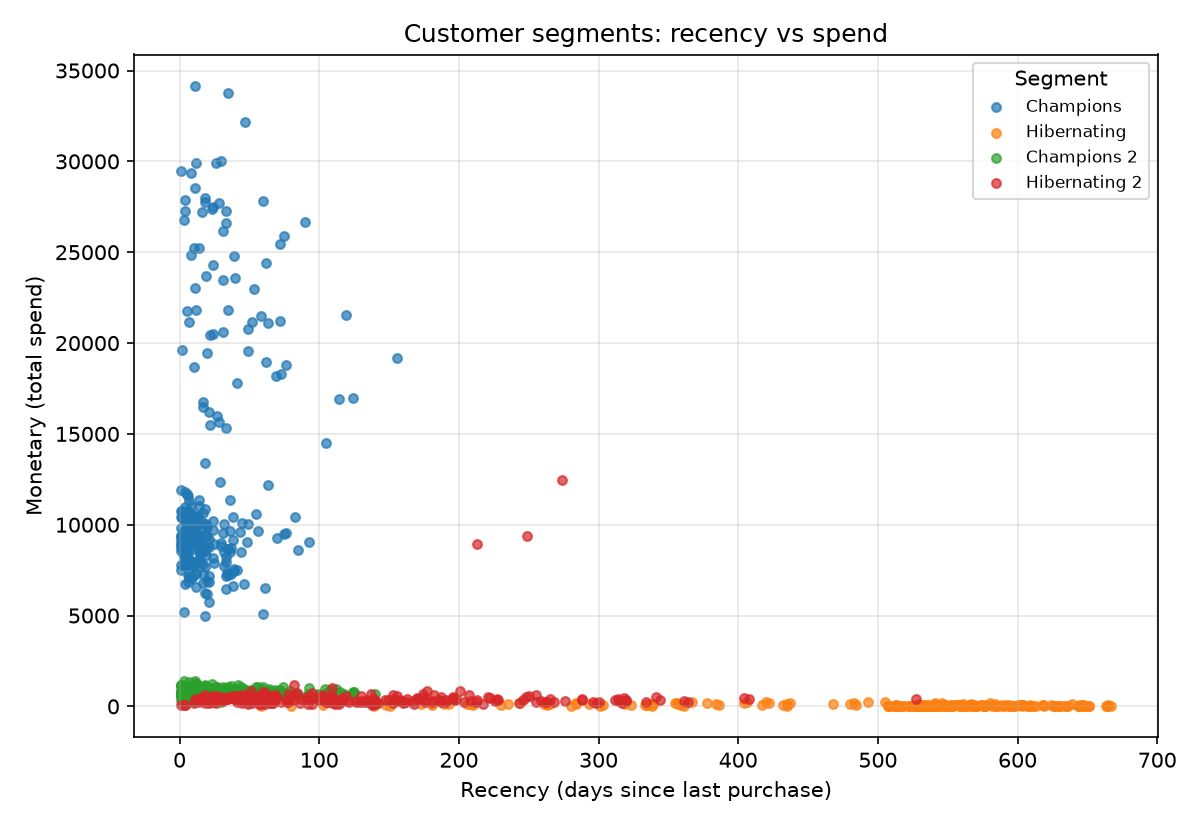 Customer segments: recency vs spend
35000
30000
25000
20000
15000
10000
5000
0
Monetary (total spend)
Segment
Champions
Hibernating
Champions 2
Hibernating 2
0 100 200 300 400 500 600 700
Recency (days since last purchase)